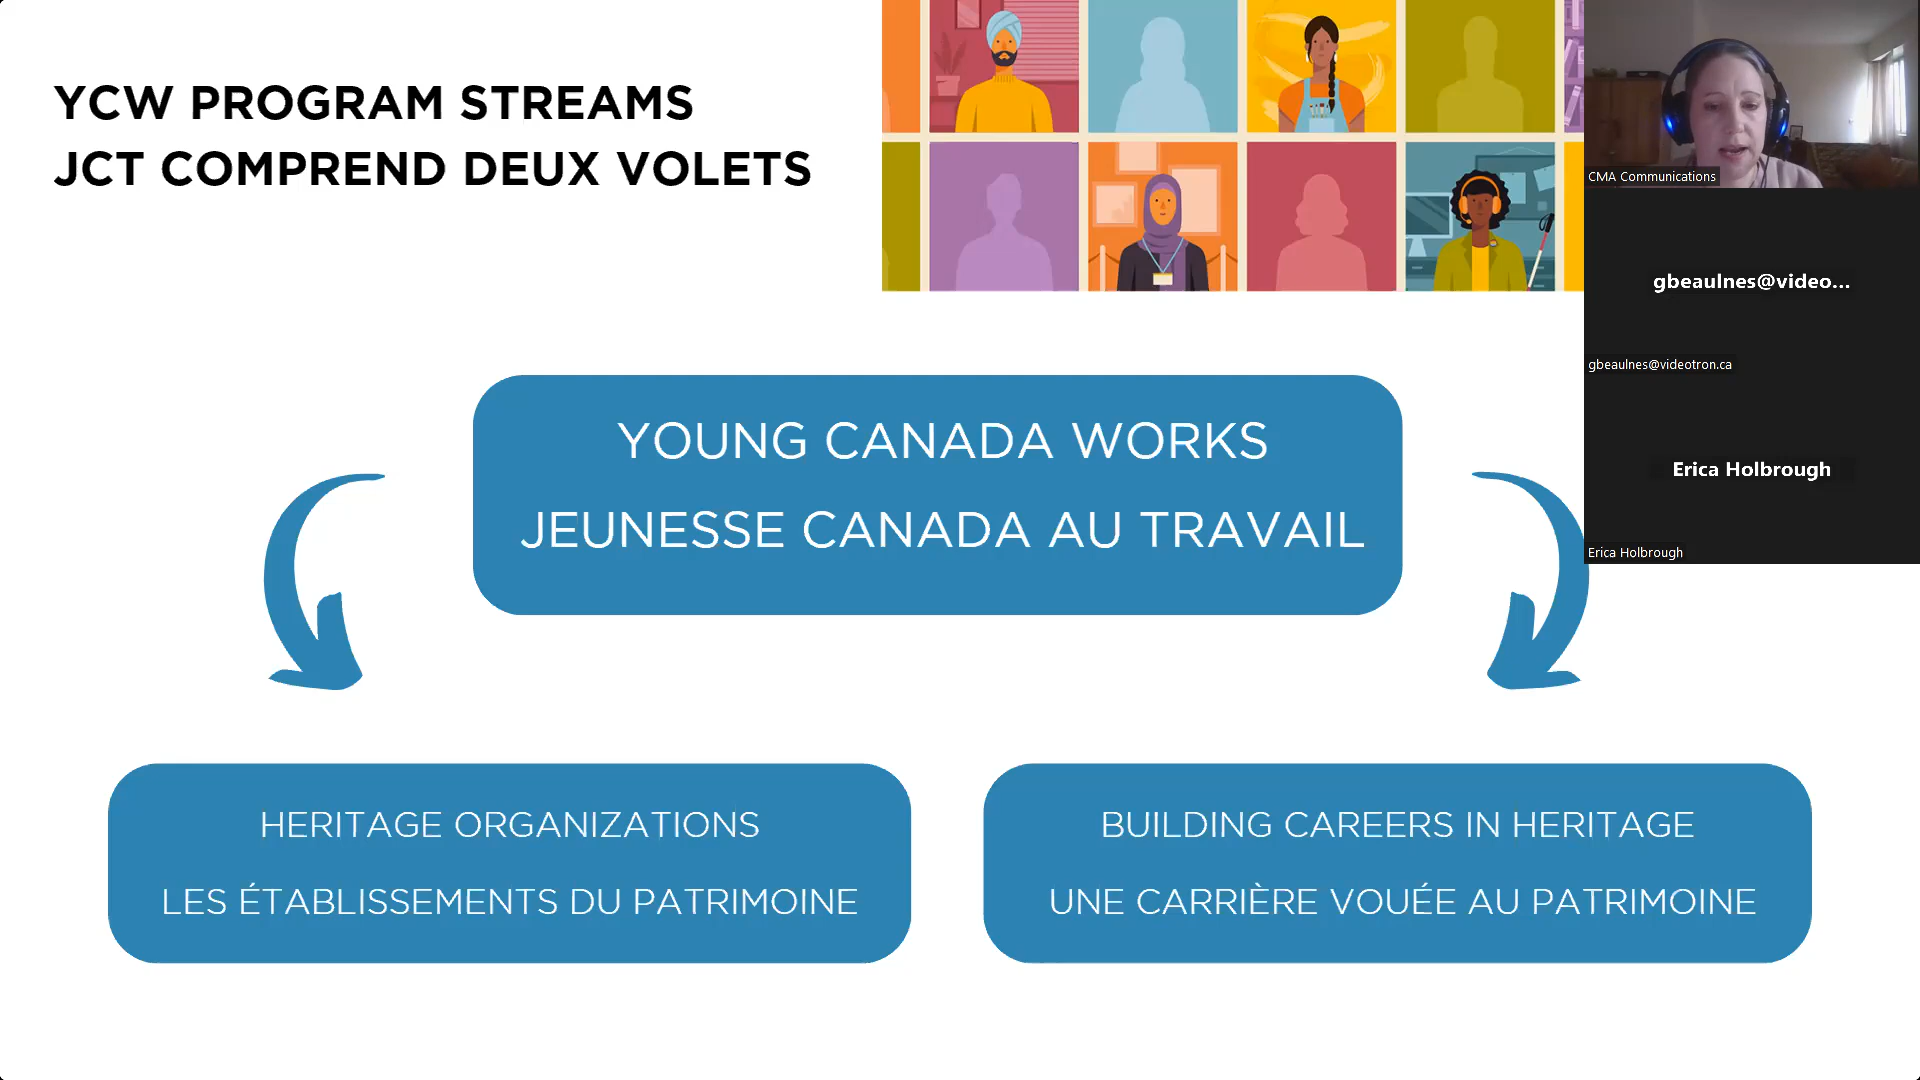 YCW PROGRAM STREAMS
JCT COMPREND DEUX VOLETS
CMA Communications
gbeaulnes@video...
gbeaulnes@videotron.ca
Erica Holbrough
Erica Holbrough
YOUNG CANADA WORKS
JEUNESSE CANADA AU TRAVAIL
HERITAGE ORGANIZATIONS
LES ÉTABLISSEMENTS DU PATRIMOINE
BUILDING CAREERS IN HERITAGE
UNE CARRIÈRE VOUÉE AU PATRIMOINE